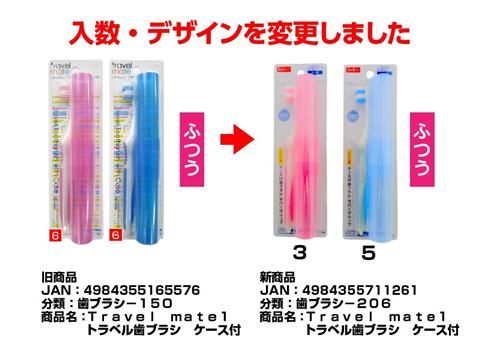 入数・デザインを変更しました
travel
mate
ふつう
6
6
ふつう
3
5
旧商品
JAN：4984355165576
分類：歯ブラシ－150
商品名：Travel mate1
トラベル歯ブラシ ケース付
新商品
JAN：4984355711261
分類：歯ブラシ－206
商品名：Travel mate1
トラベル歯ブラシ ケース付